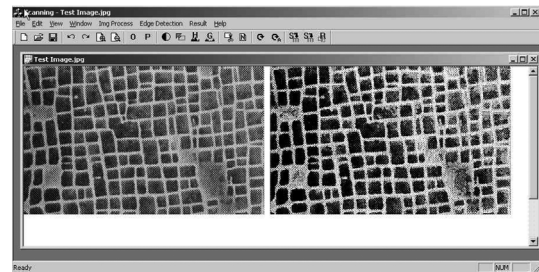 Scanning - Test Image.jpg
File Edit View Window Img Process Edge Detection Result Help
O P N
Test Image.jpg
Ready NUM